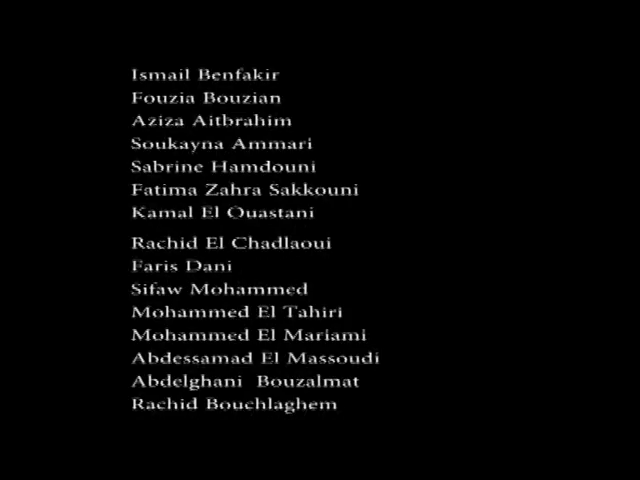 Ismail Benfakir
Fouzia Bouzian
Aziza Aitbrahim
Soukayna Ammari
Sabrine Hamdouni
Fatima Zahra Sakkouni
Kamal El Ouastani
Rachid El Chadlaoui
Faris Dani
Sifaw Mohammed
Mohammed El Tahiri
Mohammed El Mariami
Abdessamad El Massoudi
Abdelghani  Bouzalmat
Rachid Bouchlaghem